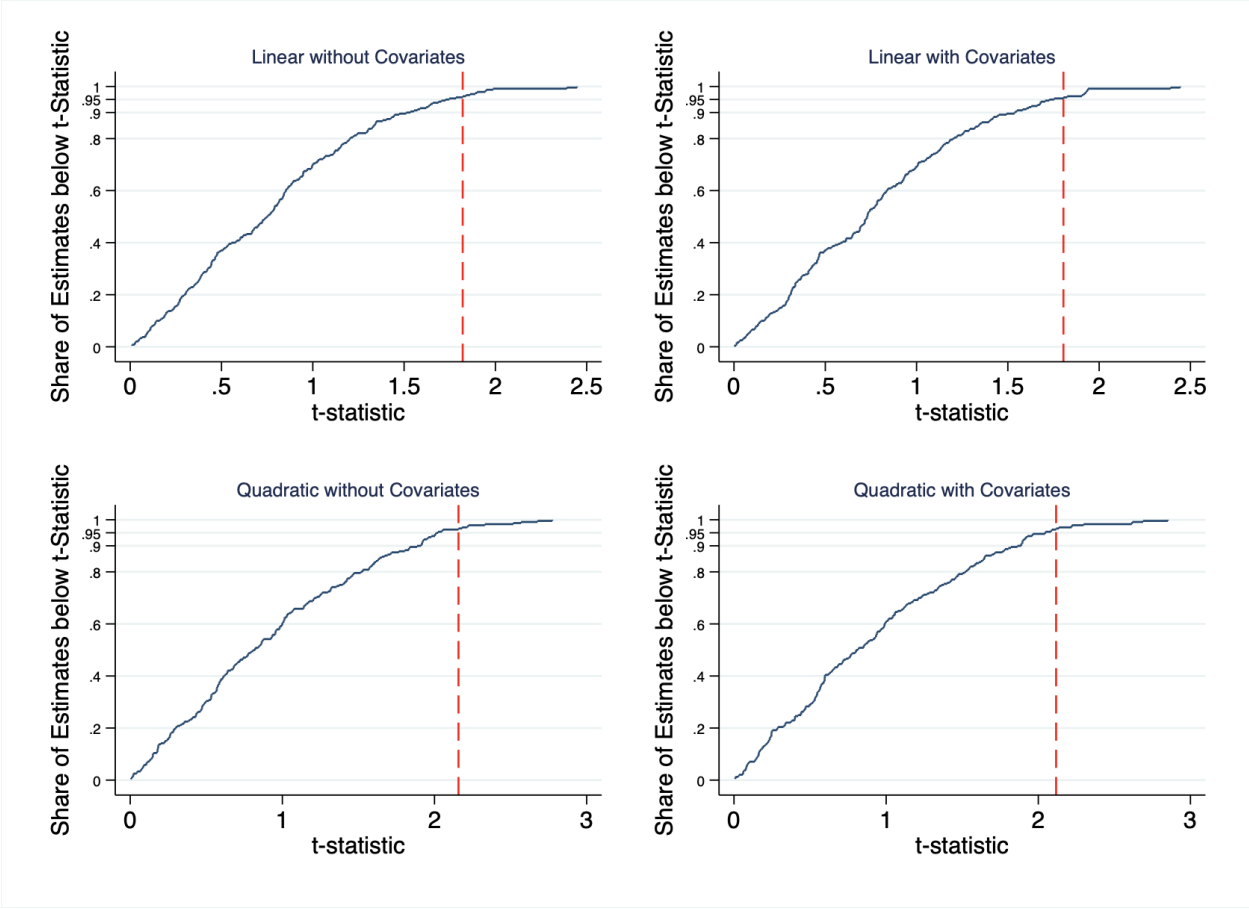 Linear without Covariates
Share of Estimates below t-Statistic
1
.95
.9
.8
.6
.4
.2
0
0 .5 1 1.5 2 2.5
t-statistic
Linear with Covariates
Share of Estimates below t-Statistic
1
.95
.9
.8
.6
.4
.2
0
0 .5 1 1.5 2 2.5
t-statistic
Quadratic without Covariates
Share of Estimates below t-Statistic
1
.95
.9
.8
.6
.4
.2
0
0 1 2 3
t-statistic
Quadratic with Covariates
Share of Estimates below t-Statistic
1
.95
.9
.8
.6
.4
.2
0
0 1 2 3
t-statistic